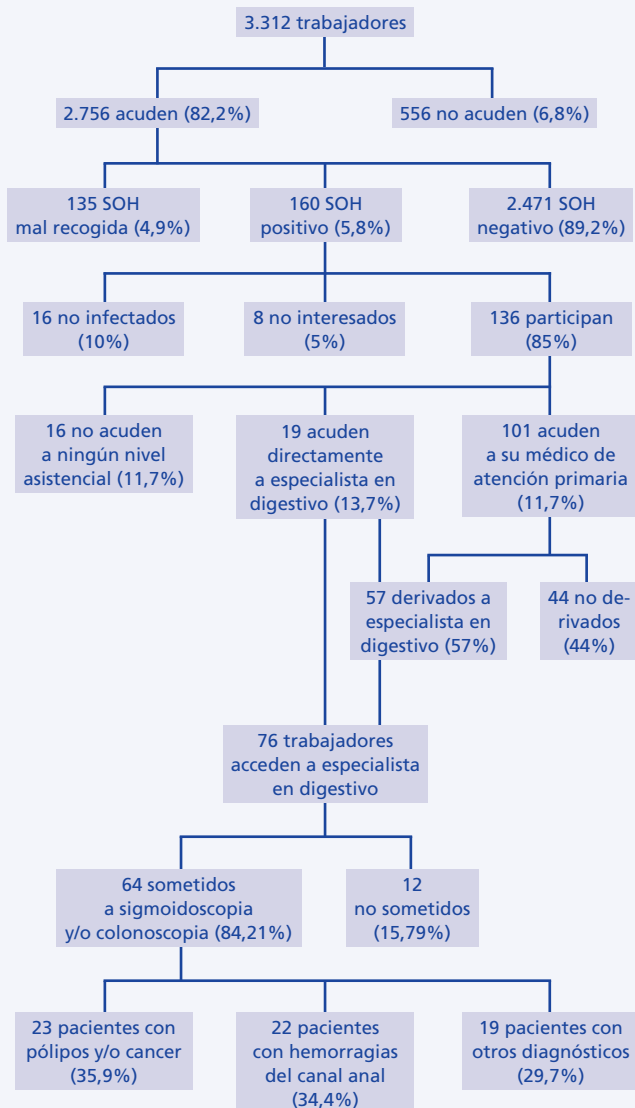 3.312 trabajadores
2.756 acuden (82,2%)
556 no acuden (6,8%)
135 SOH
mal recogida (4,9%)
160 SOH
positivo (5,8%)
2.471 SOH
negativo (89,2%)
16 no infectados
(10%)
8 no interesados
(5%)
136 participan
(85%)
16 no acuden
a ningún nivel
asistencial (11,7%)
19 acuden
directamente
a especialista en
digestivo (13,7%)
101 acuden
a su médico de
atención primaria
(11,7%)
57 derivados a
especialista en
digestivo (57%)
44 no de-
rivados
(44%)
76 trabajadores
acceden a especialista
en digestivo
64 sometidos
a sigmoidoscopia
y/o colonoscopia (84,21%)
12
no sometidos
(15,79%)
23 pacientes con
pólipos y/o cancer
(35,9%)
22 pacientes
con hemorragias
del canal anal
(34,4%)
19 pacientes con
otros diagnósticos
(29,7%)